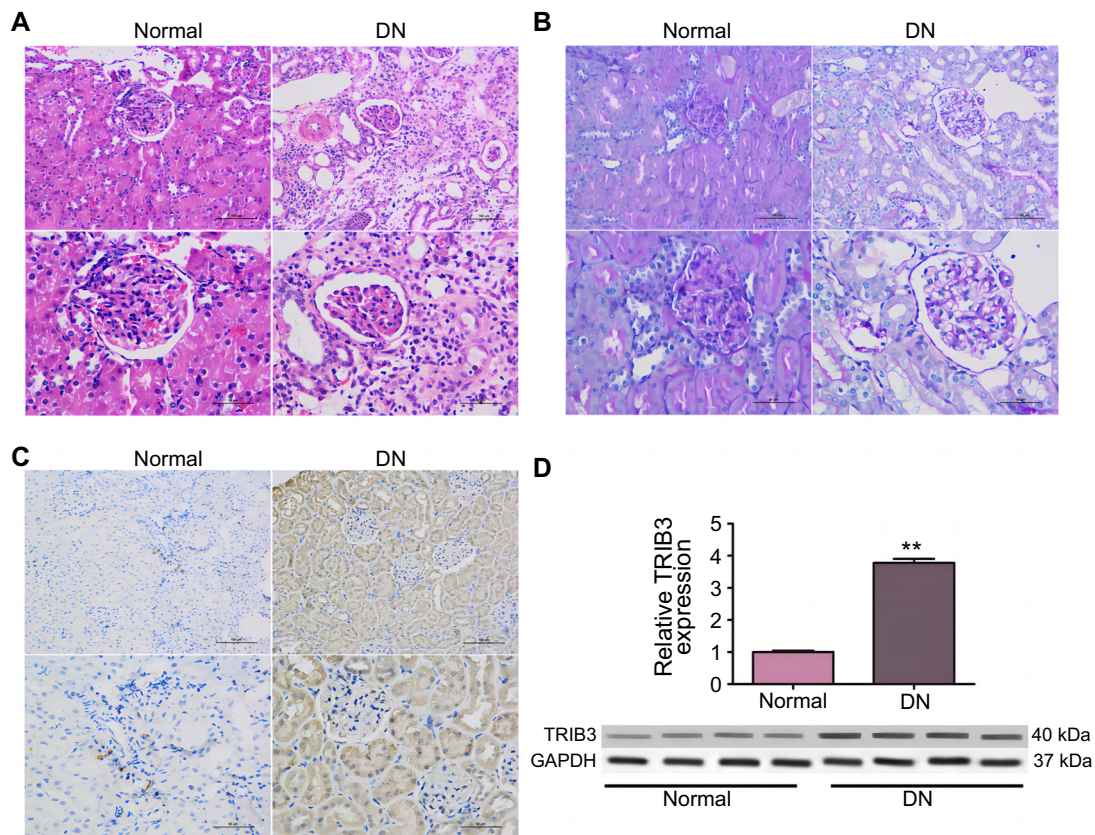 A
Normal
DN
B
Normal
DN
C
Normal
DN
D
Relative TRIB3
expression
5
4
3
2
1
0
**
Normal
DN
TRIB3
40 kDa
GAPDH
37 kDa
Normal
DN